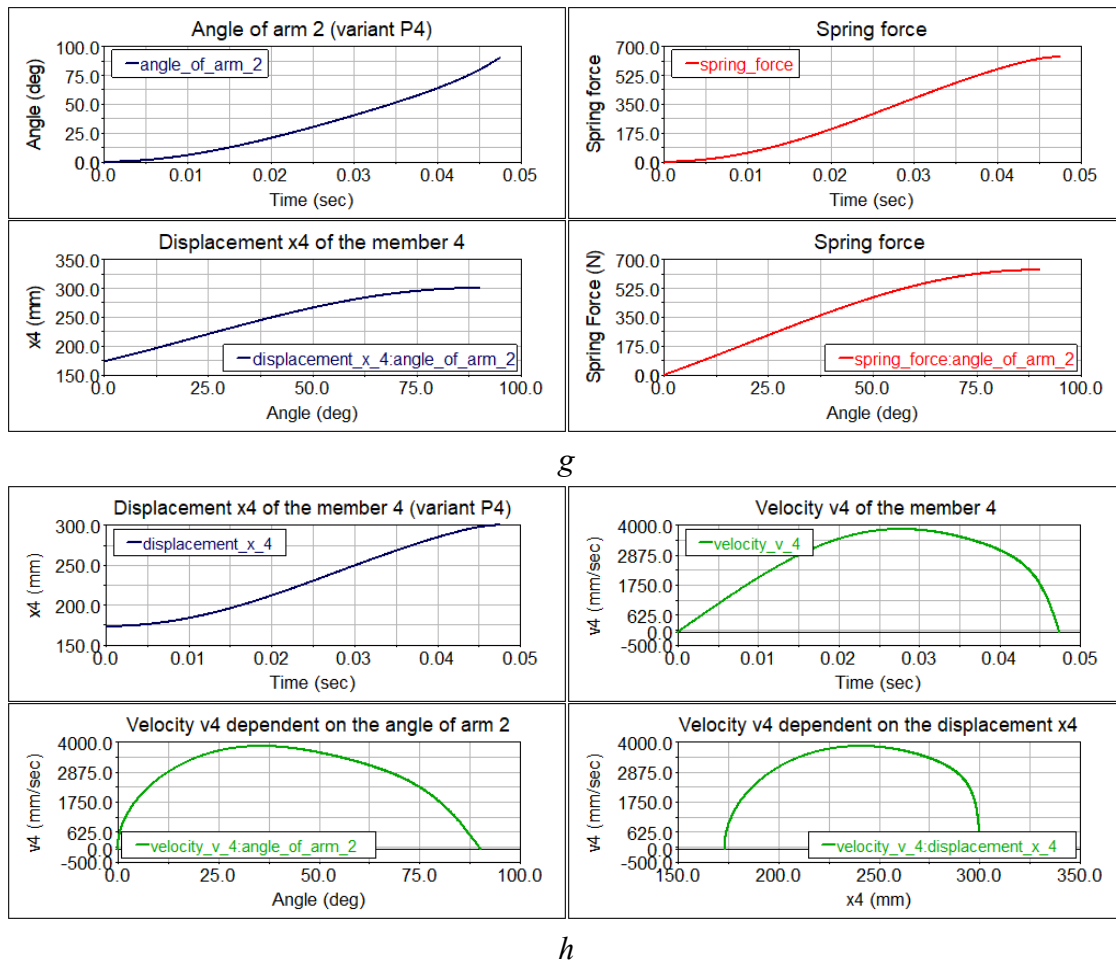 Angle of arm 2 (variant P4)
100.0
75.0
50.0
25.0
0.0
Angle (deg)
angle_of_arm_2
0.0 0.01 0.02 0.03 0.04 0.05
Time (sec)
Spring force
700.0
525.0
350.0
175.0
0.0
Spring force
spring_force
0.0 0.01 0.02 0.03 0.04 0.05
Time (sec)
Displacement x4 of the member 4
350.0
300.0
250.0
200.0
150.0
x4 (mm)
displacement_x_4:angle_of_arm_2
0.0 25.0 50.0 75.0 100.0
Angle (deg)
Spring force
700.0
525.0
350.0
175.0
0.0
Spring Force (N)
spring_force:angle_of_arm_2
0.0 25.0 50.0 75.0 100.0
Angle (deg)
g
Displacement x4 of the member 4 (variant P4)
300.0
250.0
200.0
150.0
x4 (mm)
displacement_x_4
0.0 0.01 0.02 0.03 0.04 0.05
Time (sec)
Velocity v4 of the member 4
4000.0
2875.0
1750.0
625.0
0.0
-500.0
v4 (mm/sec)
velocity_v_4
0.0 0.01 0.02 0.03 0.04 0.05
Time (sec)
Velocity v4 dependent on the angle of arm 2
4000.0
2875.0
1750.0
625.0
0.0
-500.0
v4 (mm/sec)
velocity_v_4:angle_of_arm_2
0.0 25.0 50.0 75.0 100.0
Angle (deg)
Velocity v4 dependent on the displacement x4
4000.0
2875.0
1750.0
625.0
0.0
-500.0
v4 (mm/sec)
velocity_v_4:displacement_x_4
150.0 200.0 250.0 300.0 350.0
x4 (mm)
h